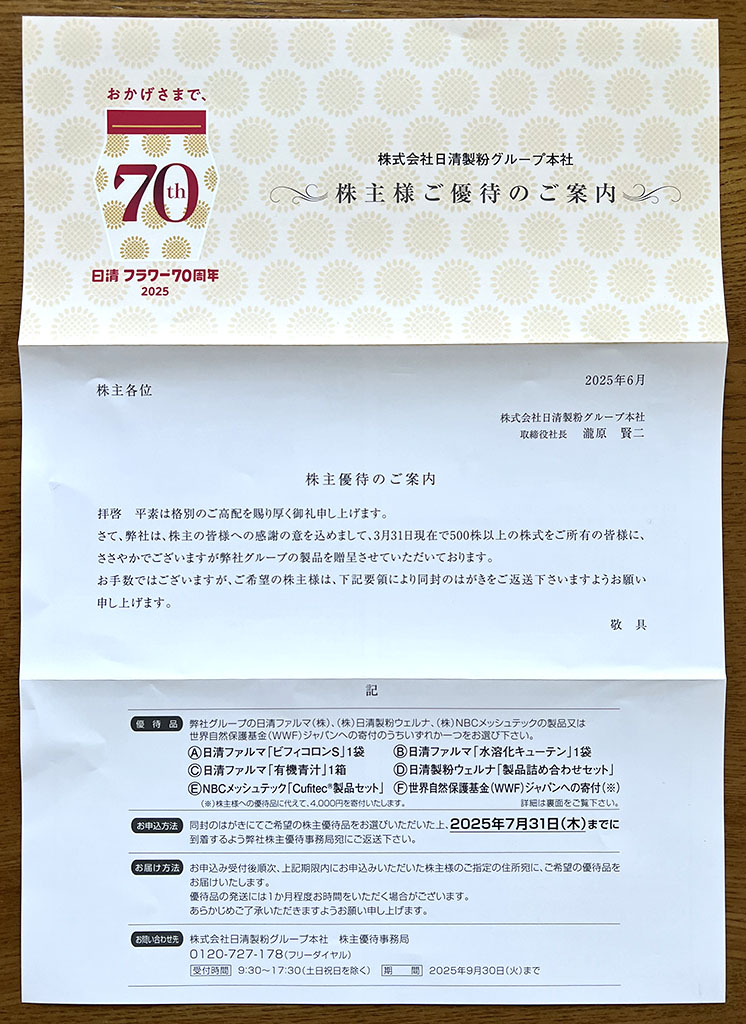 おかげさまで、
70th
日清 フラワー70周年
2025
株式会社日清製粉グループ本社
株主様ご優待のご案内
株主各位
2025年6月
株式会社日清製粉グループ本社
取締役社長 瀧原 賢二
株主優待のご案内
拝啓 平素は格別のご高配を賜り厚く御礼申し上げます。
さて、弊社は、株主の皆様への感謝の意を込めまして、3月31日現在で500株以上の株式をご所有の皆様に、
ささやかでございますが弊社グループの製品を贈呈させていただいております。
お手数ではございますが、ご希望の株主様は、下記要領により同封のはがきをご返送下さいますようお願い
申し上げます。
敬 具
記
優待品 弊社グループの日清ファルマ(株)、(株)日清製粉ウェルナ、(株)NBCメッシュテックの製品又は
世界自然保護基金(WWF)ジャパンへの寄付のうちいずれか一つをお選び下さい。
Ⓐ日清ファルマ「ビフィコロンS」1袋 Ⓑ日清ファルマ「水溶化キューテン」1袋
Ⓒ日清ファルマ「有機青汁」1箱 Ⓓ日清製粉ウェルナ「製品詰め合わせセット」
ⒺNBCメッシュテック「Cufitec®製品セット」 Ⓕ世界自然保護基金(WWF)ジャパンへの寄付(※)
(※)株主様への優待品に代えて、4,000円を寄付いたします。 詳細は裏面をご覧下さい。
お申込方法 同封のはがきにてご希望の株主優待品をお選びいただいた上、2025年7月31日(木)までに
到着するよう弊社株主優待事務局宛にご返送下さい。
お届け方法 お申込み受付後順次、上記期限内にお申込みいただいた株主様のご指定の住所宛に、ご希望の優待品を
お届けいたします。
優待品の発送には1か月程度お時間をいただく場合がございます。
あらかじめご了承いただきますようお願い申し上げます。
お問い合わせ先 株式会社日清製粉グループ本社 株主優待事務局
0120-727-178(フリーダイヤル)
受付時間 9:30~17:30(土日祝日を除く) 期間 2025年9月30日(火)まで